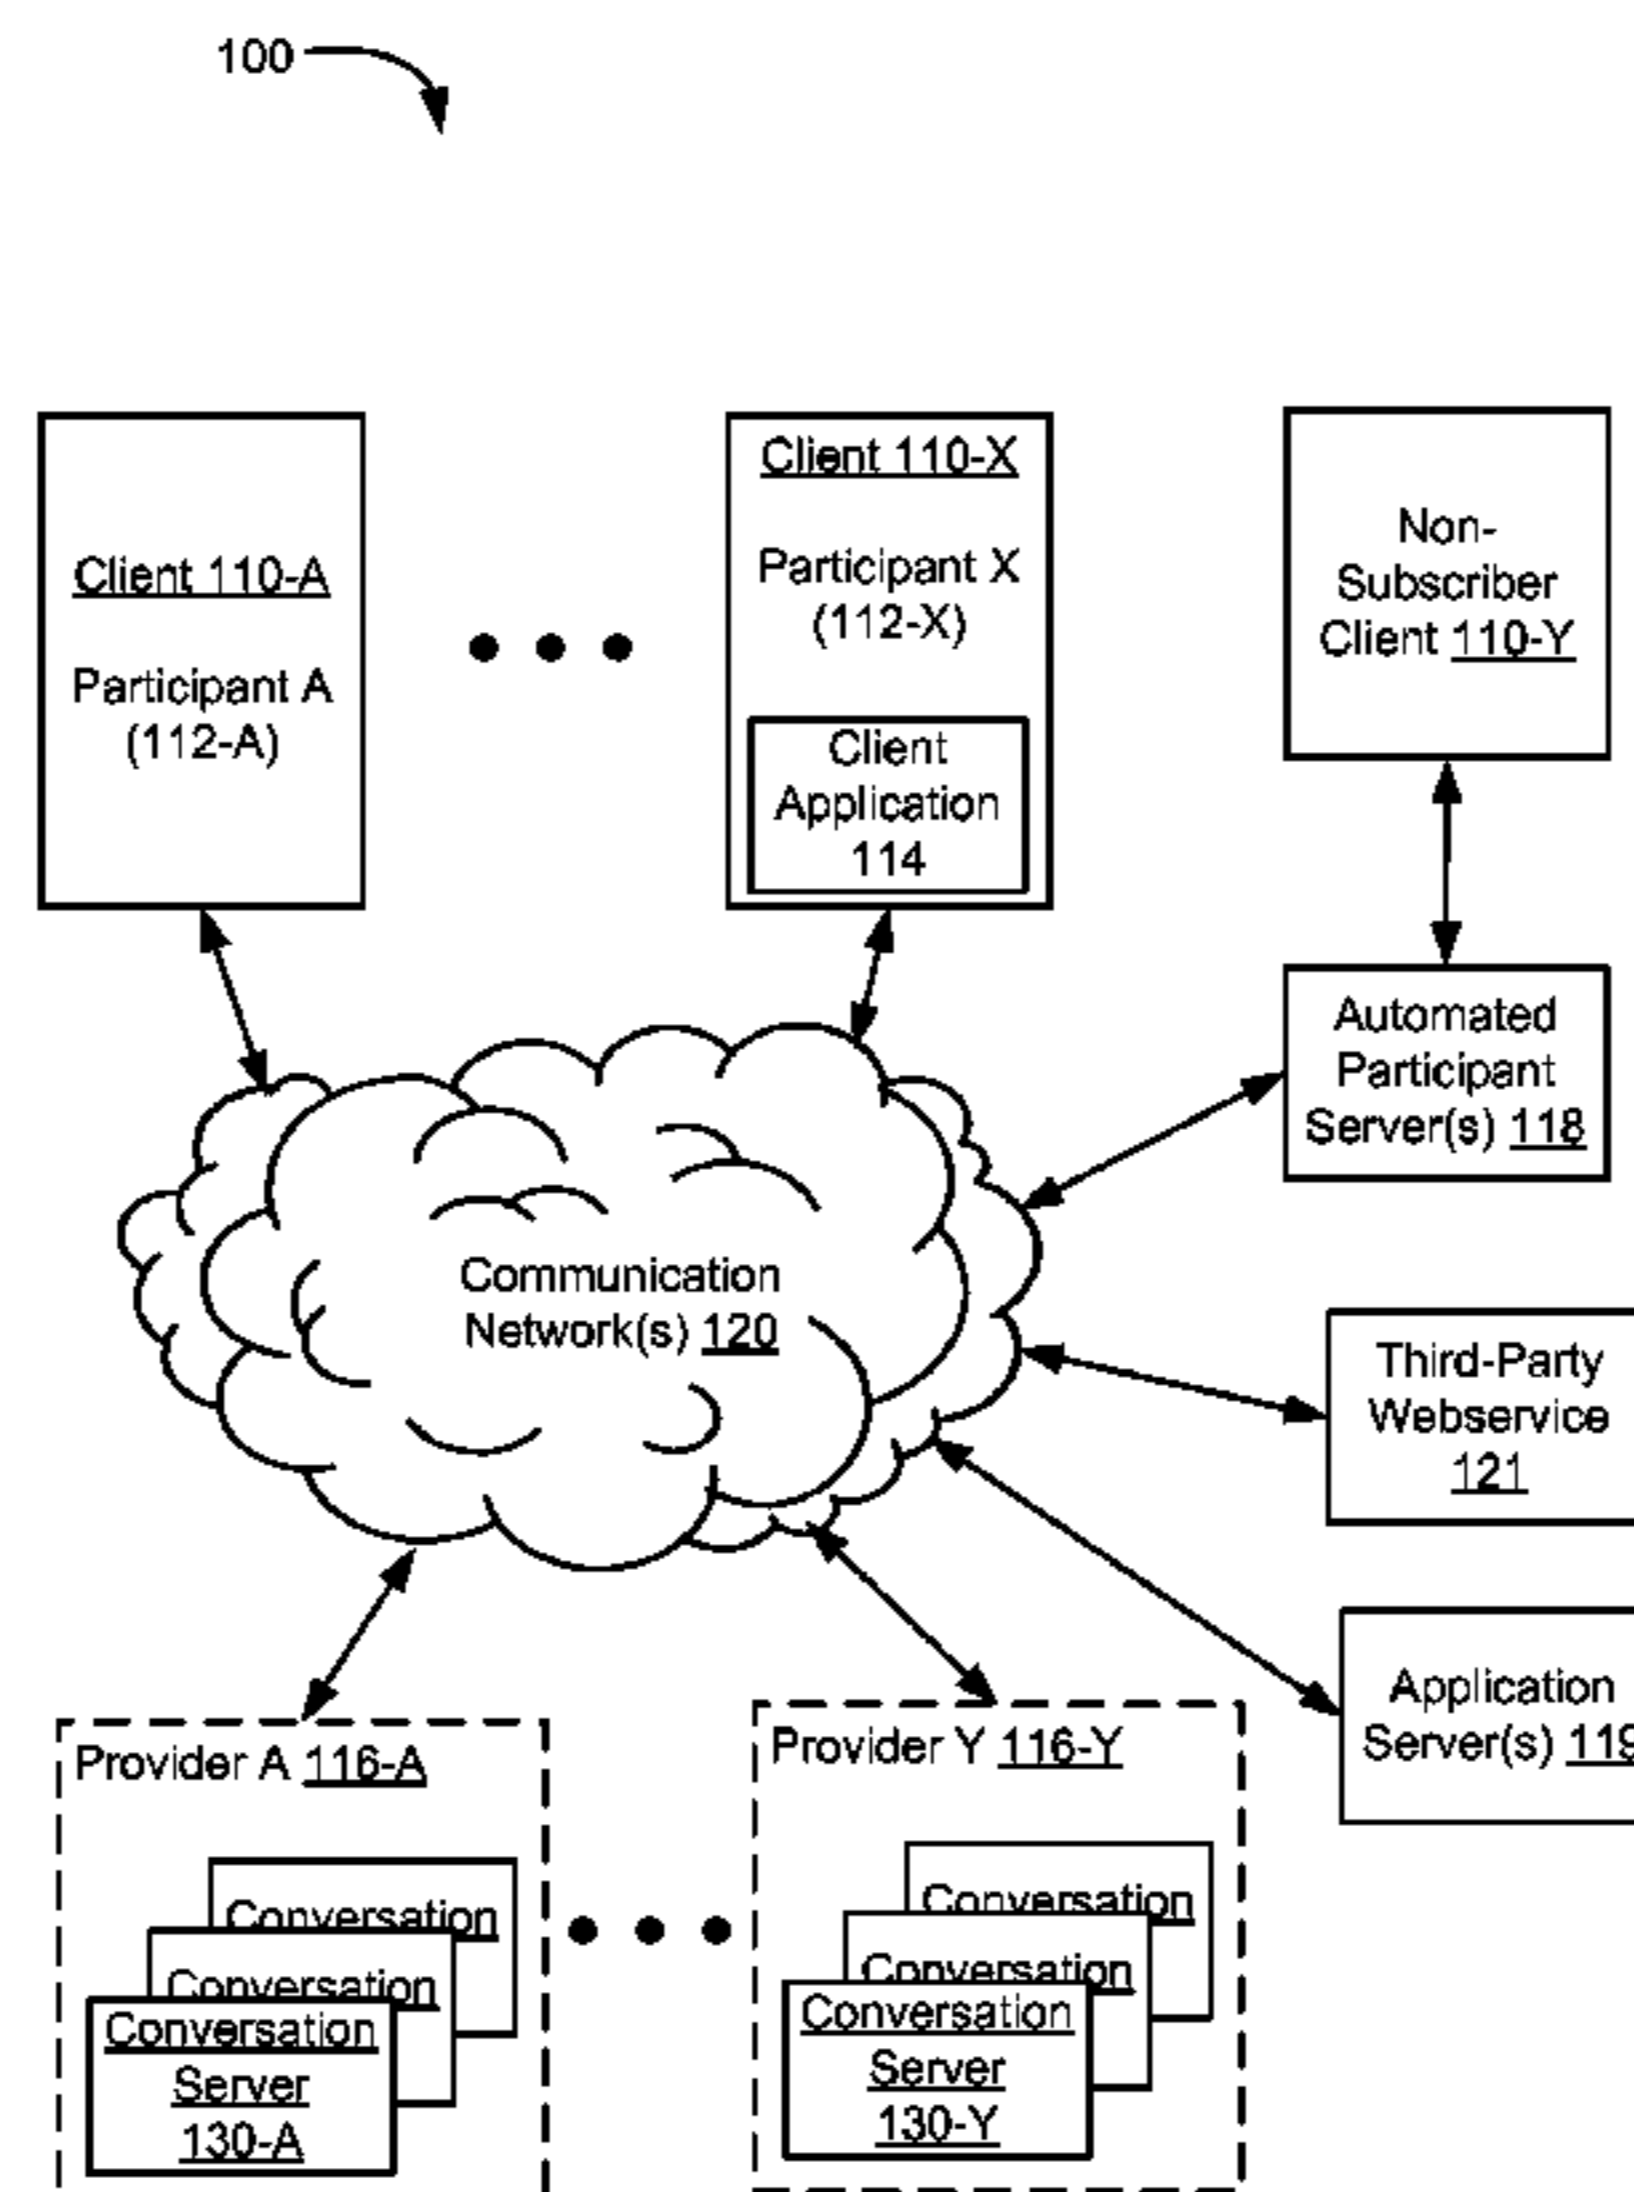 100
Client 110-A
Participant A
(112-A)
Client 110-X
Participant X
(112-X)
Client
Application
114
Non-
Subscriber
Client 110-Y
Automated
Participant
Server(s) 118
Communication
Network(s) 120
Third-Party
Webservice
121
Application
Server(s) 119
Provider A 116-A
Conversation
Conversation
Conversation
Server
130-A
Provider Y 116-Y
Conversation
Conversation
Conversation
Server
130-Y